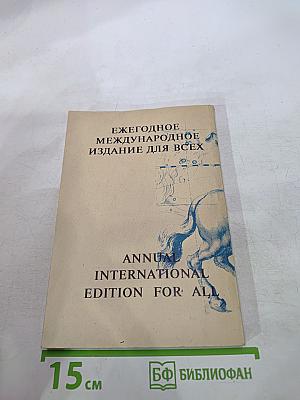 ЕЖЕГОДНОЕ
МЕЖДУНАРОДНОЕ
ИЗДАНИЕ ДЛЯ ВСЕХ
ANNUAL
INTERNATIONAL
EDITION FOR ALL
15 см
БФ БИБЛИОФАН